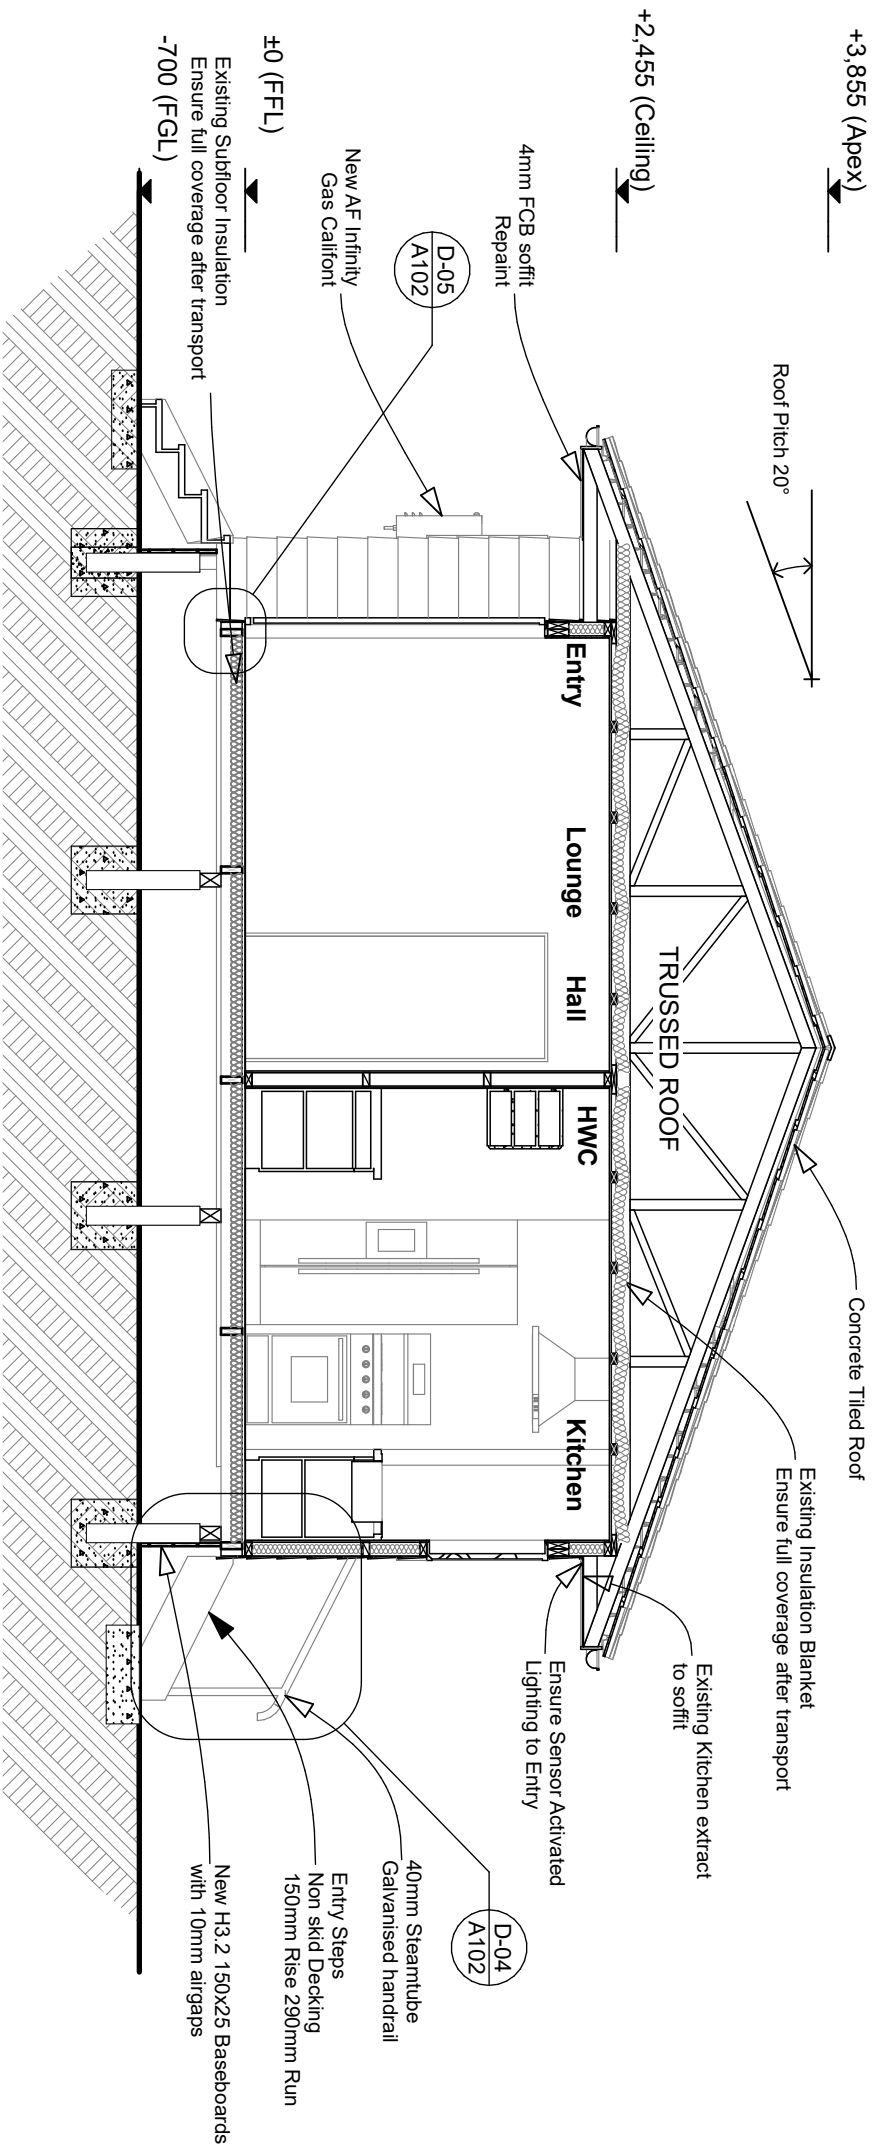 +3,855 (Apex)
+2,455 (Ceiling)
±0 (FFL)
-700 (FGL)
Roof Pitch 20°
4mm FCB soffit
Repaint
New AF Infinity
Gas Califont
D-05
A102
Existing Subfloor Insulation
Ensure full coverage after transport
Concrete Tiled Roof
Existing Insulation Blanket
Ensure full coverage after transport
Existing Kitchen extract
to soffit
Ensure Sensor Activated
Lighting to Entry
TRUSSED ROOF
Entry
Lounge
Hall
HWC
Kitchen
D-04
A102
40mm Steamtube
Galvanised handrail
Entry Steps
Non skid Decking
150mm Rise 290mm Run
New H3.2 150x25 Baseboards
with 10mm airgaps